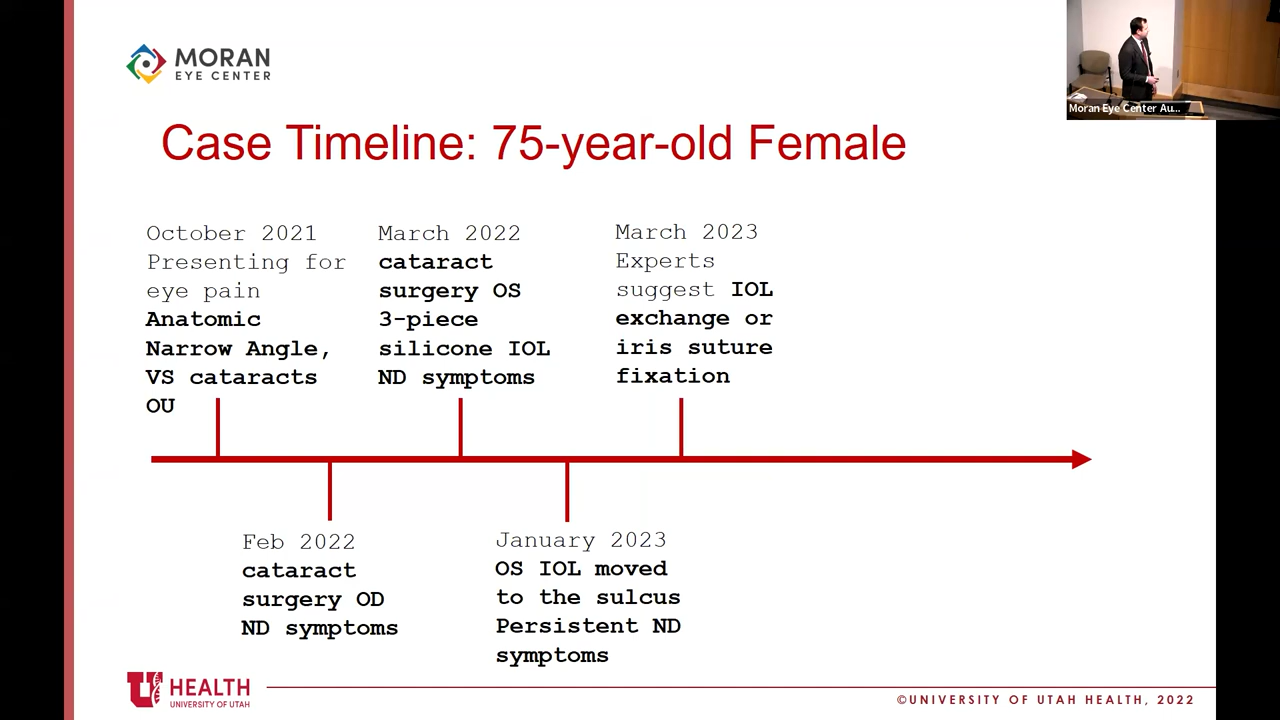 MORAN
EYE CENTER
Moran Eye Center Au...
Case Timeline: 75-year-old Female
October 2021
Presenting for
eye pain
Anatomic
Narrow Angle,
VS cataracts
OU
March 2022
cataract
surgery OS
3-piece
silicone IOL
ND symptoms
March 2023
Experts
suggest IOL
exchange or
iris suture
fixation
Feb 2022
cataract
surgery OD
ND symptoms
January 2023
OS IOL moved
to the sulcus
Persistent ND
symptoms
U
HEALTH
UNIVERSITY OF UTAH
©UNIVERSITY OF UTAH HEALTH, 2022